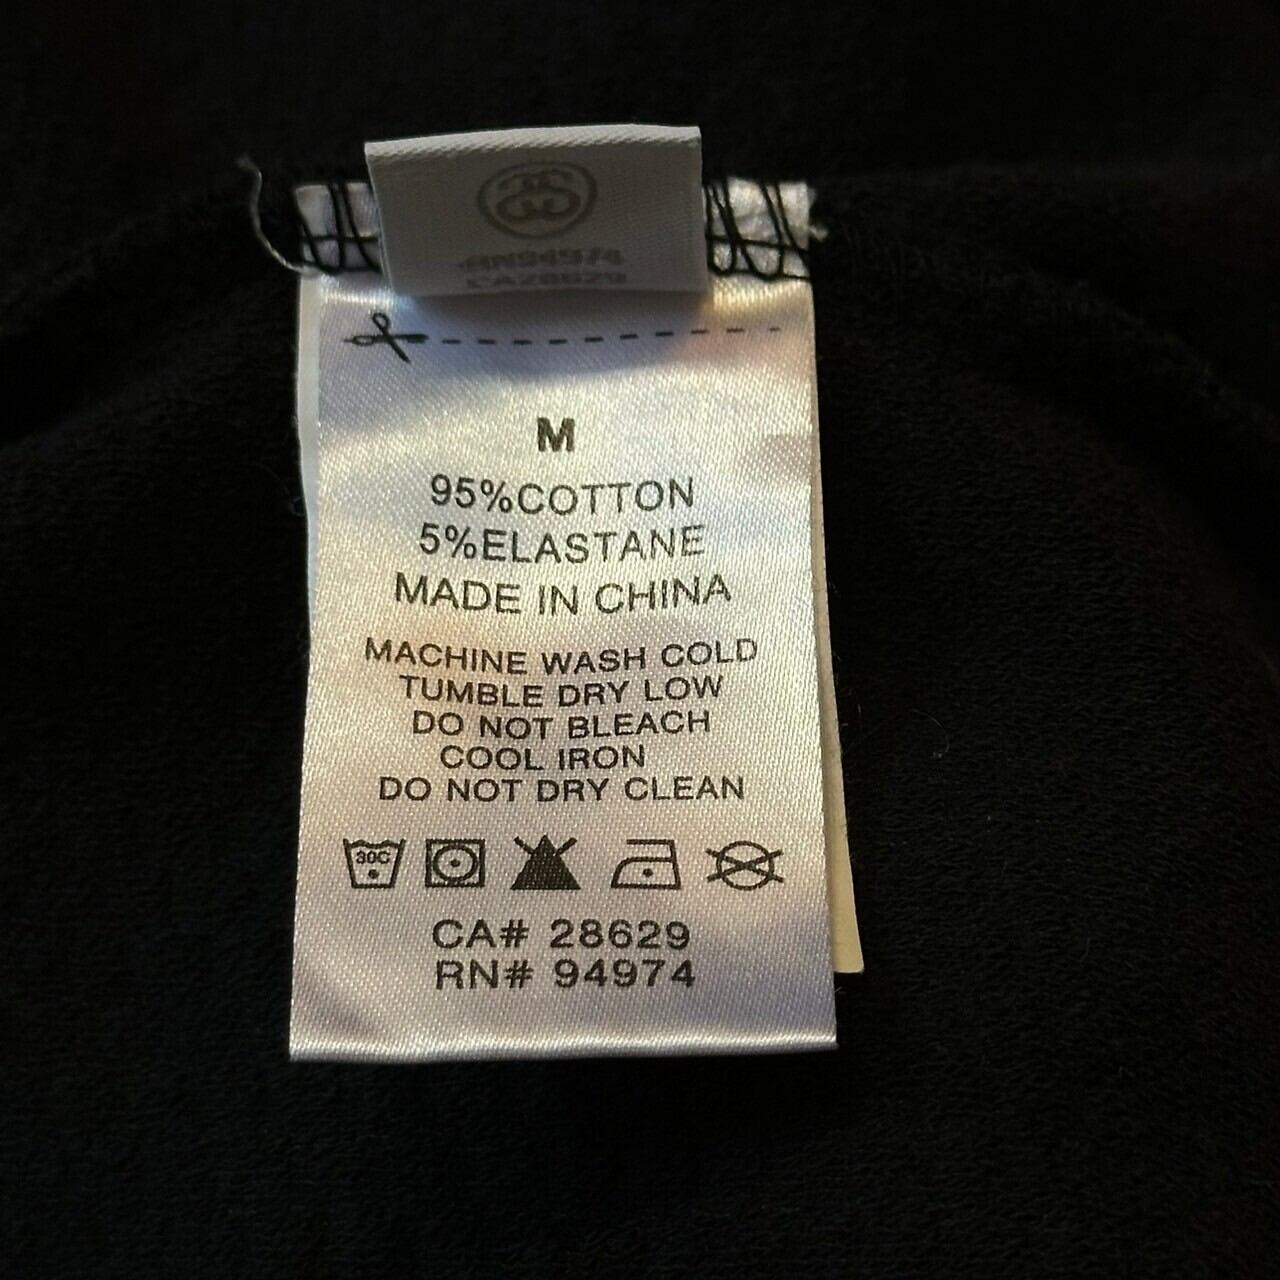 RN94974
CA28629
M
95%COTTON
5%ELASTANE
MADE IN CHINA
MACHINE WASH COLD
TUMBLE DRY LOW
DO NOT BLEACH
COOL IRON
DO NOT DRY CLEAN
30C
CA# 28629
RN# 94974